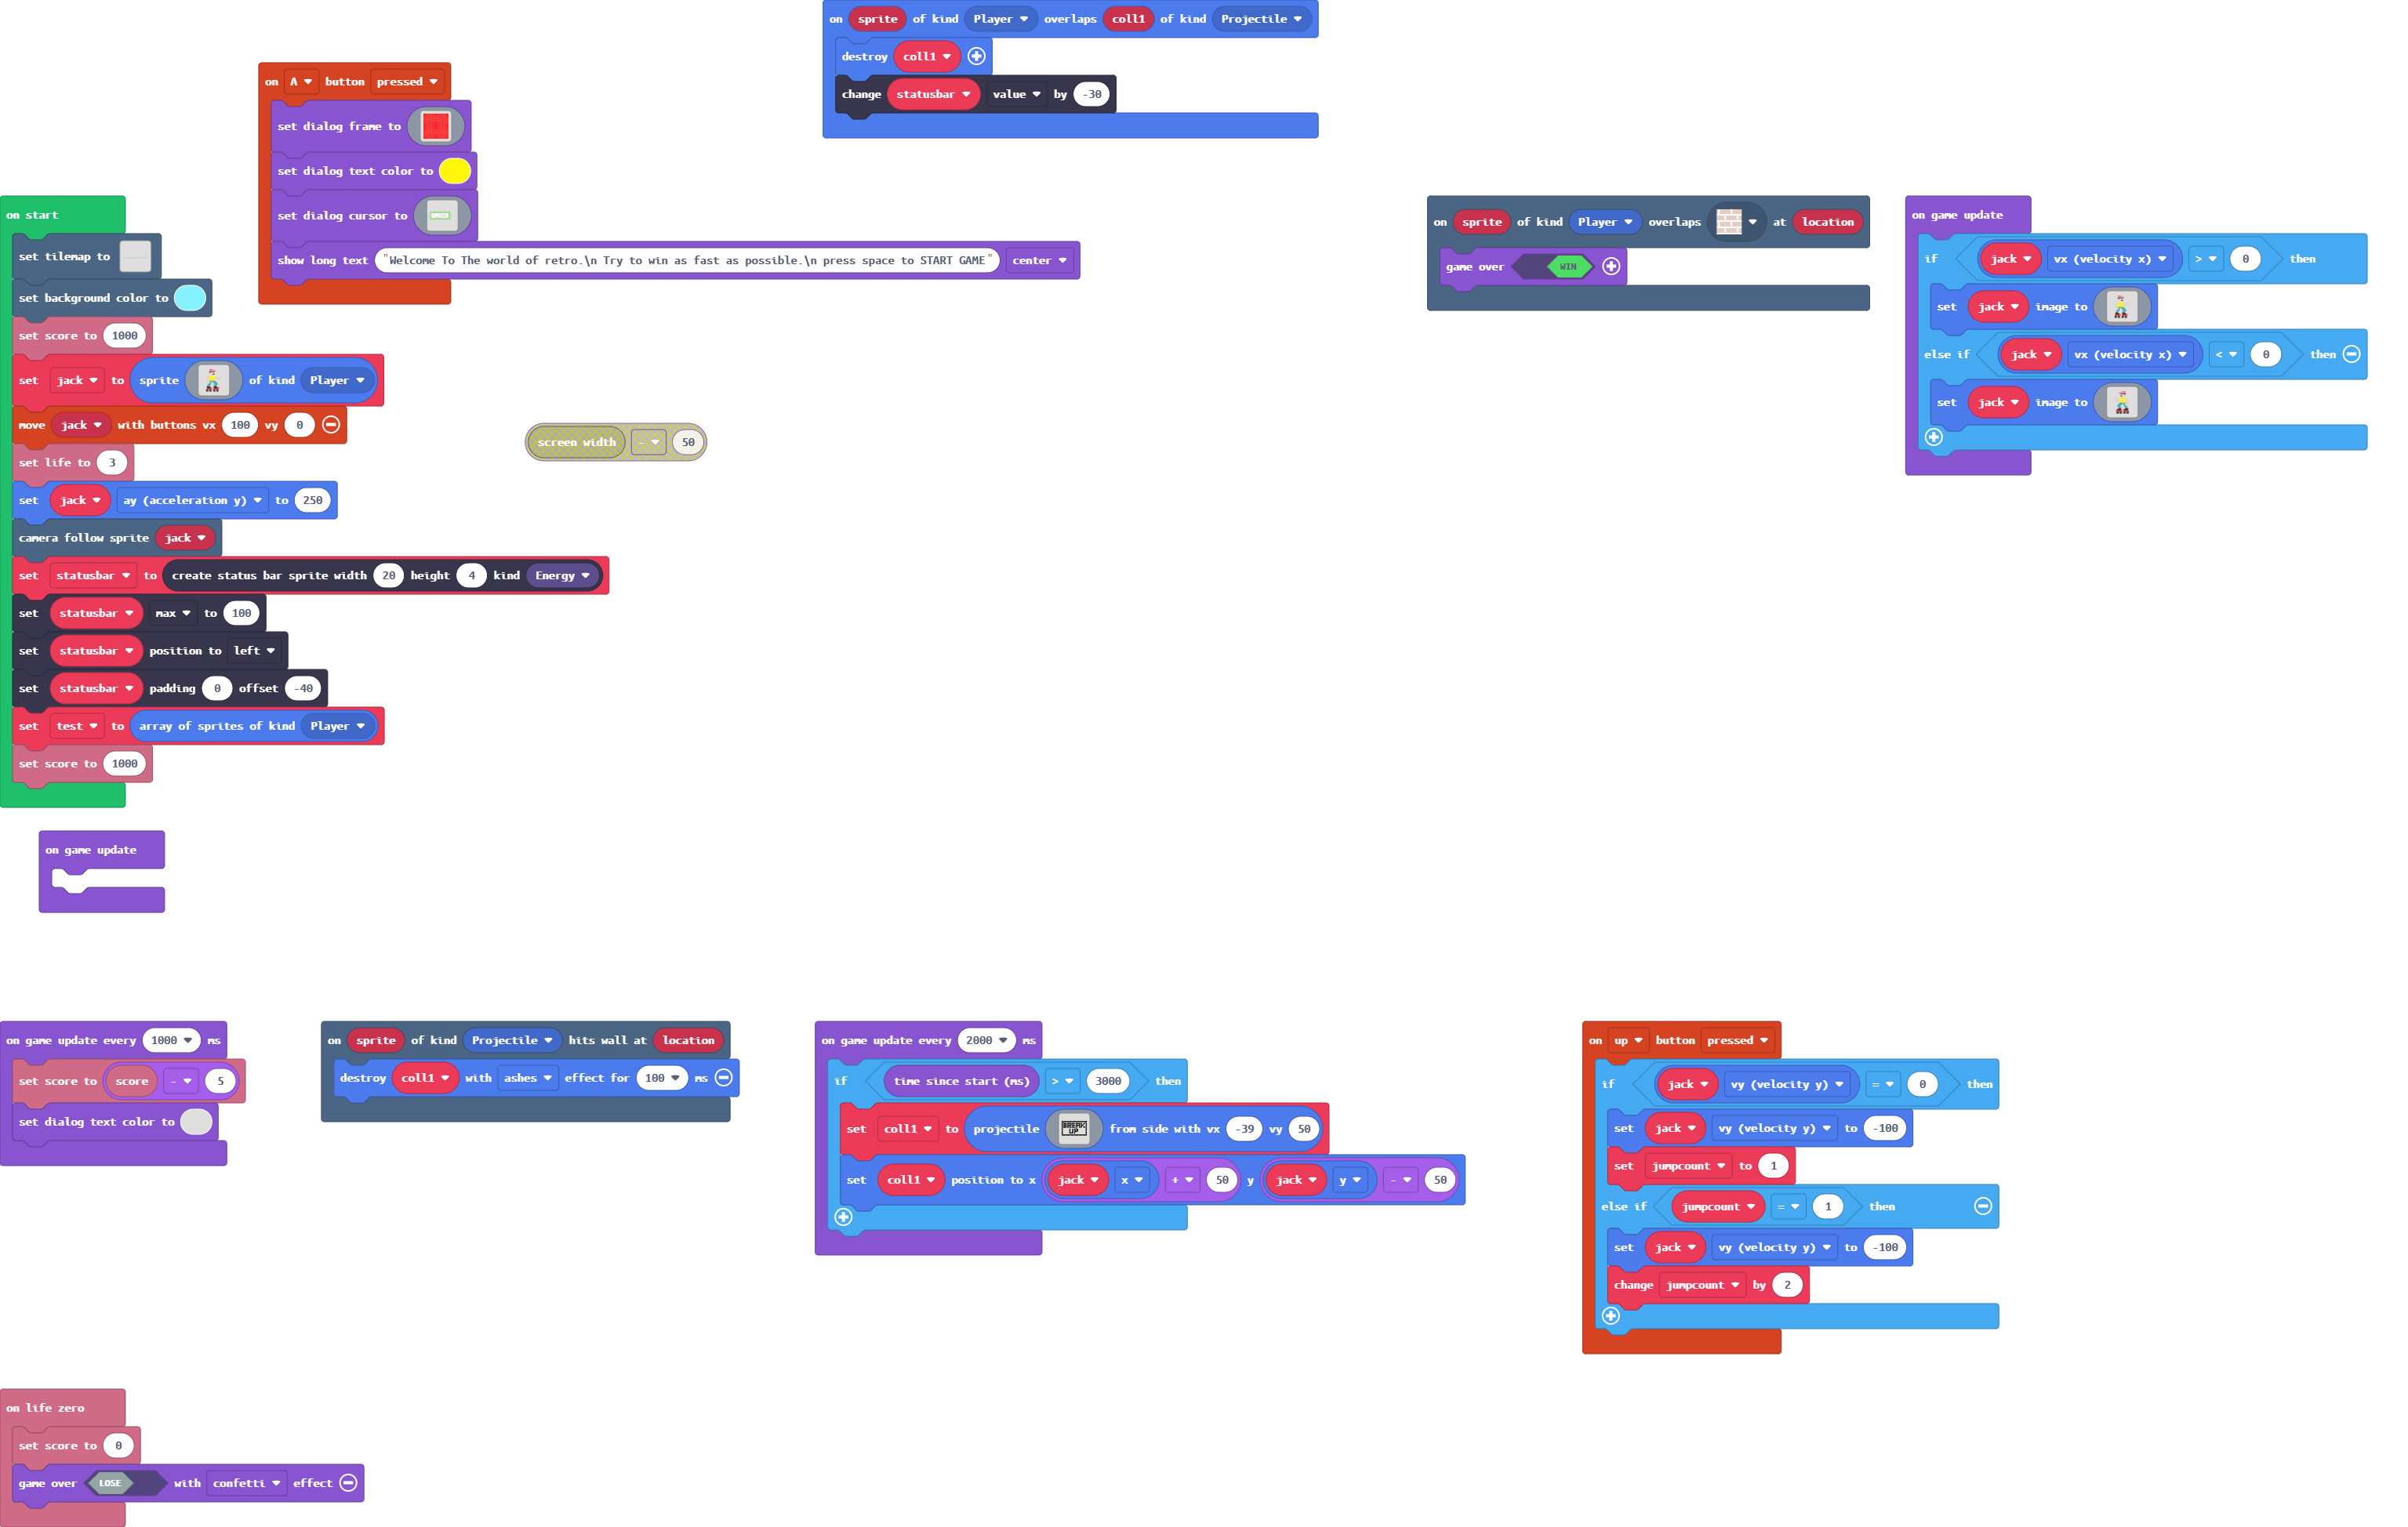 on sprite of kind Player overlaps coll1 of kind Projectile
destroy coll1
change statusbar value by -30
on A button pressed
set dialog frame to
set dialog text color to
set dialog cursor to
show long text "Welcome To The world of retro.\n Try to win as fast as possible.\n press space to START GAME" center
on start
set tilemap to
set background color to
set score to 1000
set jack to sprite of kind Player
move jack with buttons vx 100 vy 0
set life to 3
set jack ay (acceleration y) to 250
camera follow sprite jack
set statusbar to create status bar sprite width 20 height 4 kind Energy
set statusbar max to 100
set statusbar position to left
set statusbar padding 0 offset -40
set test to array of sprites of kind Player
set score to 1000
screen width - 50
on sprite of kind Player overlaps at location
game over WIN
on game update
if jack vx (velocity x) > 0 then
set jack image to
else if jack vx (velocity x) < 0 then
set jack image to
on game update
on game update every 1000 ms
set score to score - 5
set dialog text color to
on sprite of kind Projectile hits wall at location
destroy coll1 with ashes effect for 100 ms
on game update every 2000 ms
if time since start (ms) > 3000 then
set coll1 to projectile BREAK UP from side with vx -39 vy 50
set coll1 position to x jack x + 50 y jack y - 50
on up button pressed
if jack vy (velocity y) = 0 then
set jack vy (velocity y) to -100
set jumpcount to 1
else if jumpcount = 1 then
set jack vy (velocity y) to -100
change jumpcount by 2
on life zero
set score to 0
game over LOSE with confetti effect